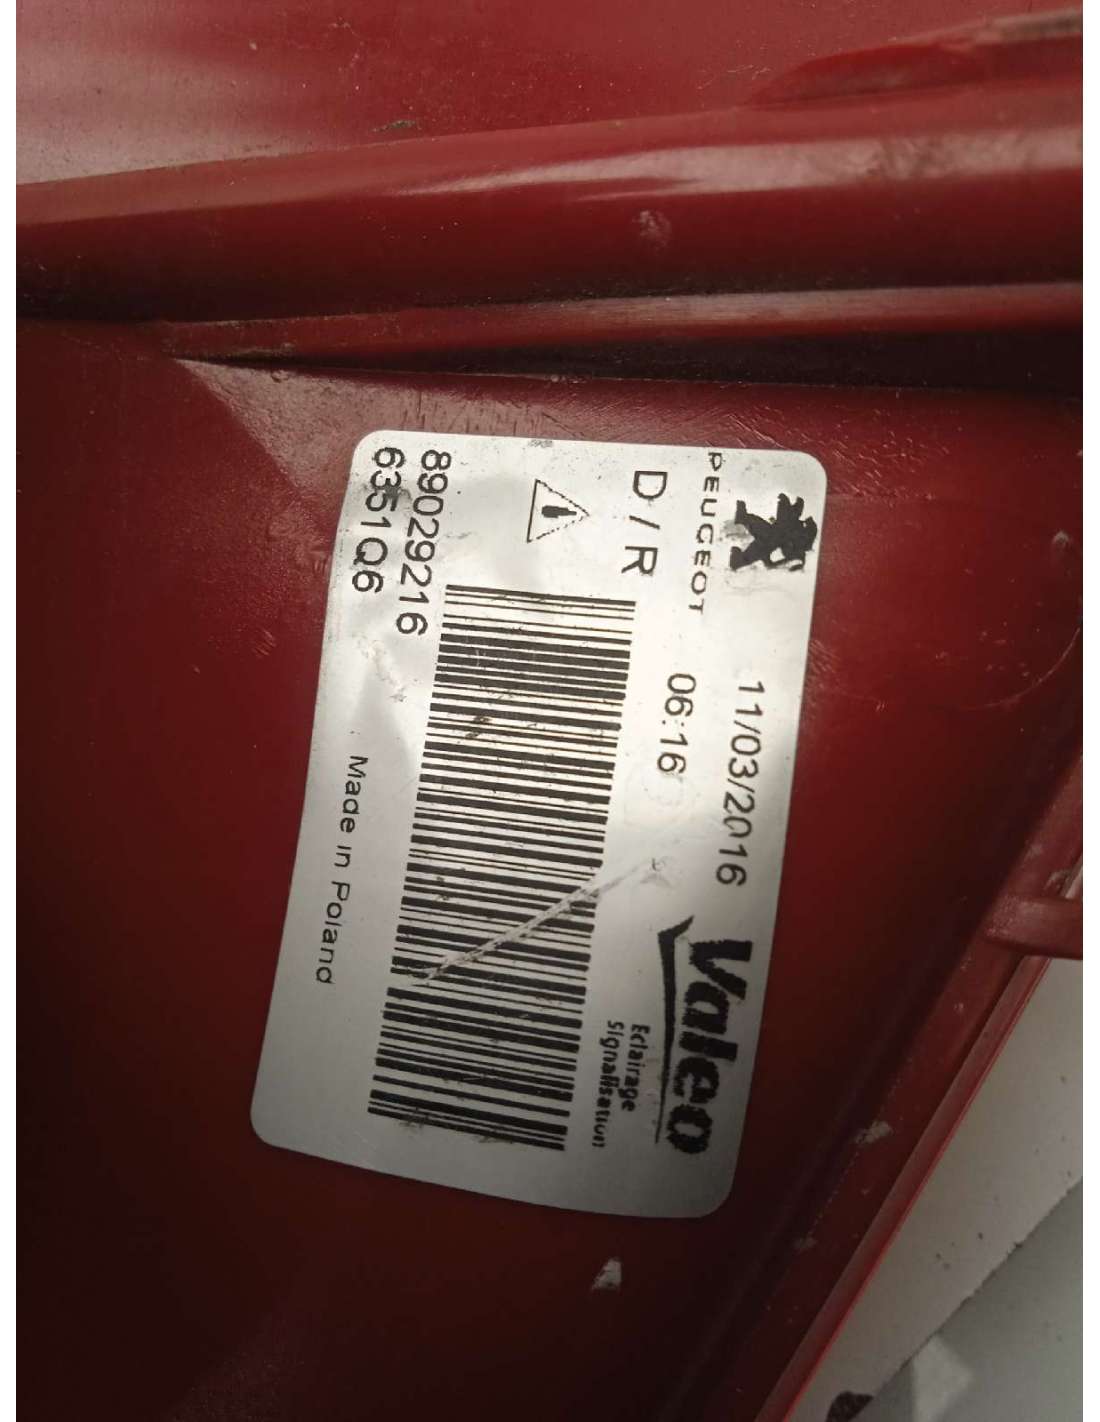 PEUGEOT
11/03/2016
D/R
06:16
Valeo
Eclairage
Signalisation
89029216
6351Q6
Made in Poland